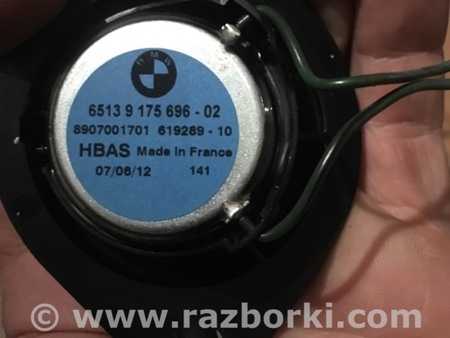 BMW
6513 9 175 696 - 02
8907001701 619289 - 10
HBAS Made in France
07/06/12 141
© www.razborki.com